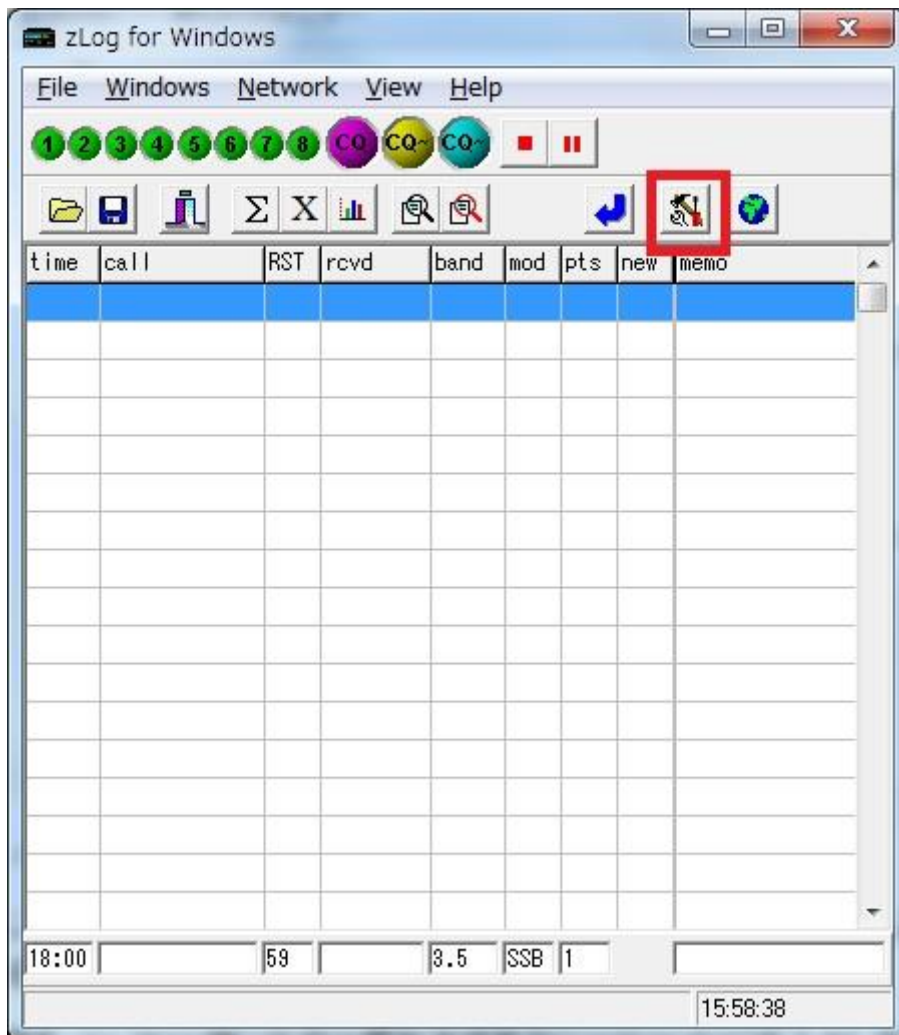 zLog for Windows
File Windows Network View Help
1 2 3 4 5 6 7 8 CQ CQ~ CQ~
Σ X
time call RST rcvd band mod pts new memo
18:00 59 3.5 SSB 1
15:58:38